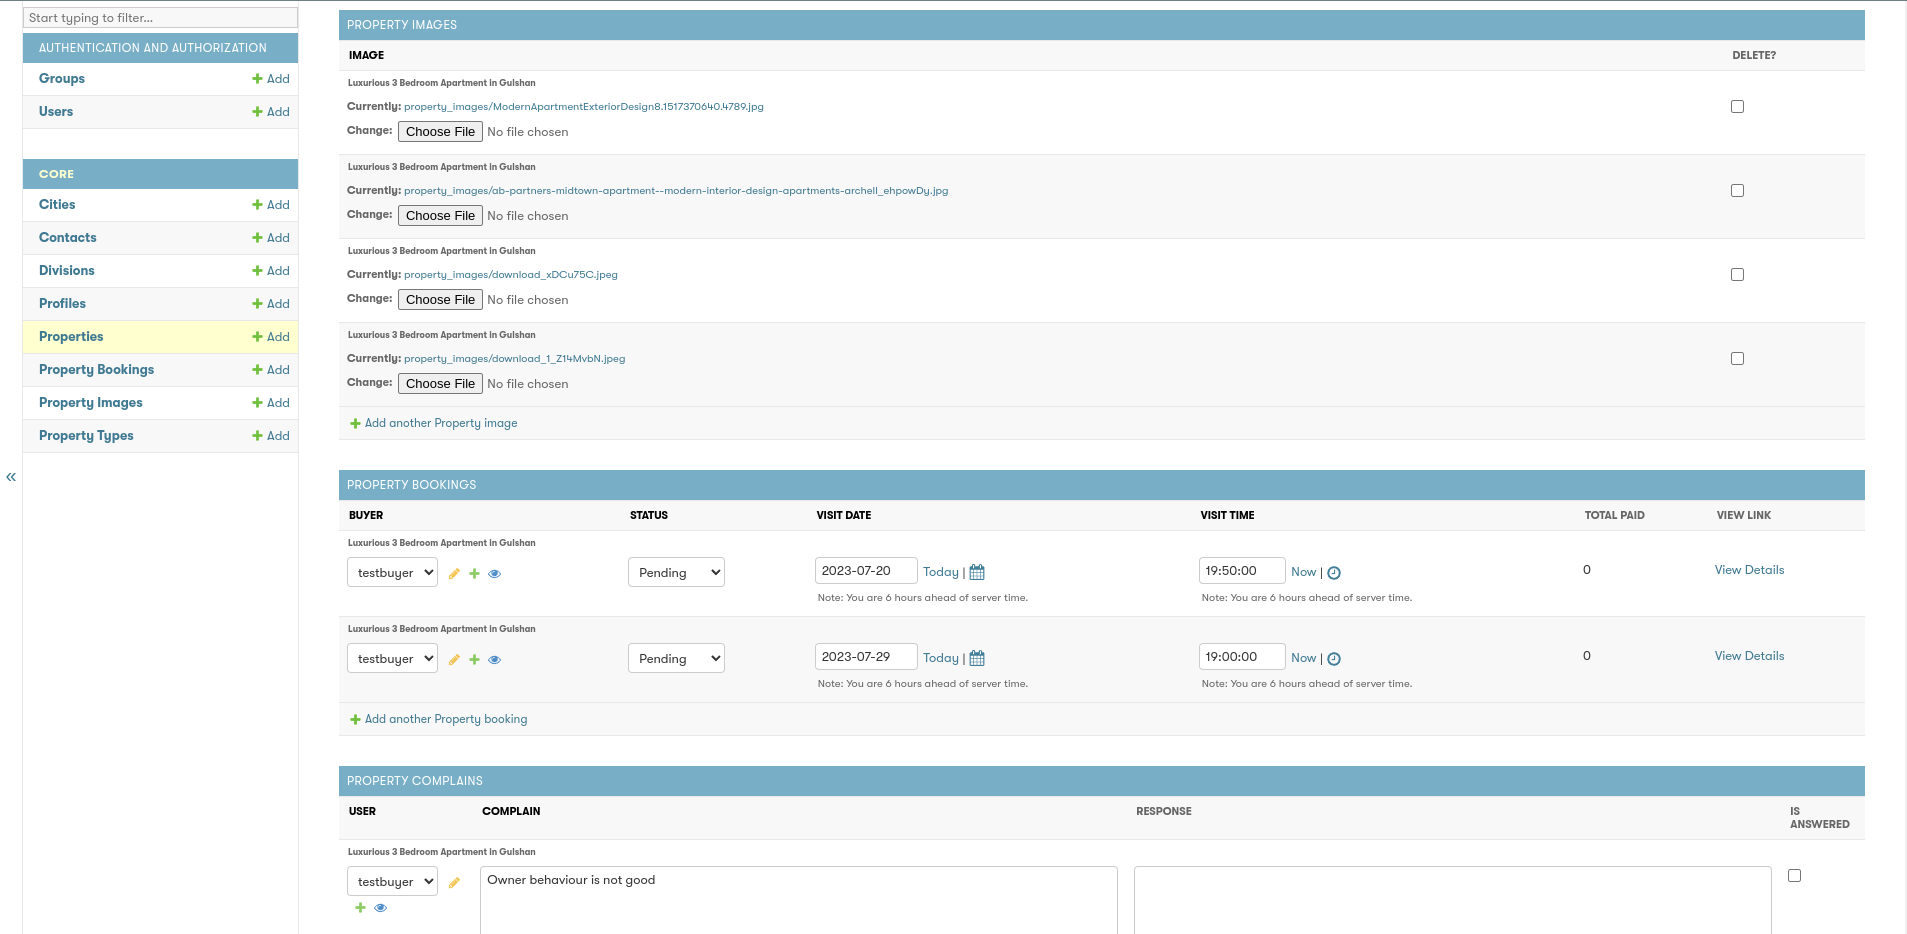 Start typing to filter...
AUTHENTICATION AND AUTHORIZATION
Groups Add
Users Add
CORE
Cities Add
Contacts Add
Divisions Add
Profiles Add
Properties Add
Property Bookings Add
Property Images Add
Property Types Add
«
PROPERTY IMAGES
IMAGE DELETE?
Luxurious 3 Bedroom Apartment In Gulshan
Currently: property_images/ModernApartmentExteriorDesign8.1517370640.4789.jpg
Change: Choose File No file chosen
Luxurious 3 Bedroom Apartment In Gulshan
Currently: property_images/ab-partners-midtown-apartment--modern-interior-design-apartments-archell_ehpowDy.jpg
Change: Choose File No file chosen
Luxurious 3 Bedroom Apartment In Gulshan
Currently: property_images/download_xDCu75C.jpeg
Change: Choose File No file chosen
Luxurious 3 Bedroom Apartment In Gulshan
Currently: property_images/download_1_Z14MvbN.jpeg
Change: Choose File No file chosen
Add another Property image
PROPERTY BOOKINGS
BUYER STATUS VISIT DATE VISIT TIME TOTAL PAID VIEW LINK
Luxurious 3 Bedroom Apartment In Gulshan
testbuyer Pending 2023-07-20 Today | 19:50:00 Now | 0 View Details
Note: You are 6 hours ahead of server time. Note: You are 6 hours ahead of server time.
Luxurious 3 Bedroom Apartment In Gulshan
testbuyer Pending 2023-07-29 Today | 19:00:00 Now | 0 View Details
Note: You are 6 hours ahead of server time. Note: You are 6 hours ahead of server time.
Add another Property booking
PROPERTY COMPLAINS
USER COMPLAIN RESPONSE IS
ANSWERED
Luxurious 3 Bedroom Apartment In Gulshan
testbuyer Owner behaviour is not good